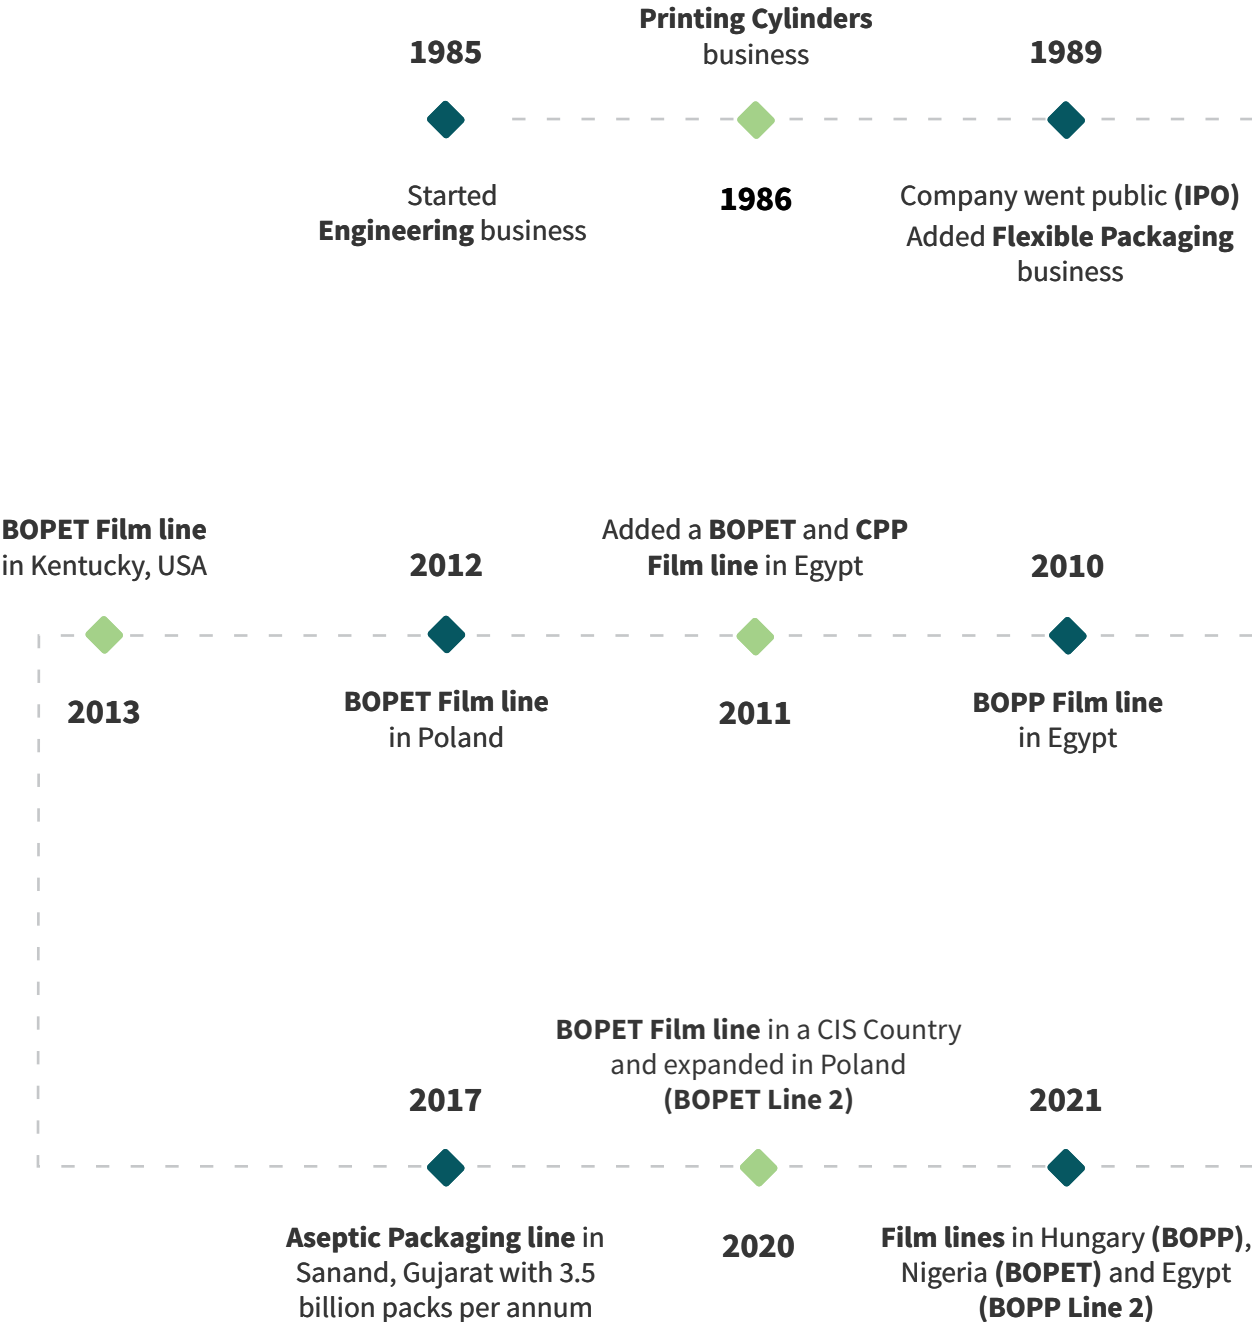 1985
Started
Engineering business
Printing Cylinders
business
1986
1989
Company went public (IPO)
Added Flexible Packaging
business
BOPET Film line
in Kentucky, USA
2013
2012
BOPET Film line
in Poland
Added a BOPET and CPP
Film line in Egypt
2011
2010
BOPP Film line
in Egypt
2017
Aseptic Packaging line in
Sanand, Gujarat with 3.5
billion packs per annum
BOPET Film line in a CIS Country
and expanded in Poland
(BOPET Line 2)
2020
2021
Film lines in Hungary (BOPP),
Nigeria (BOPET) and Egypt
(BOPP Line 2)